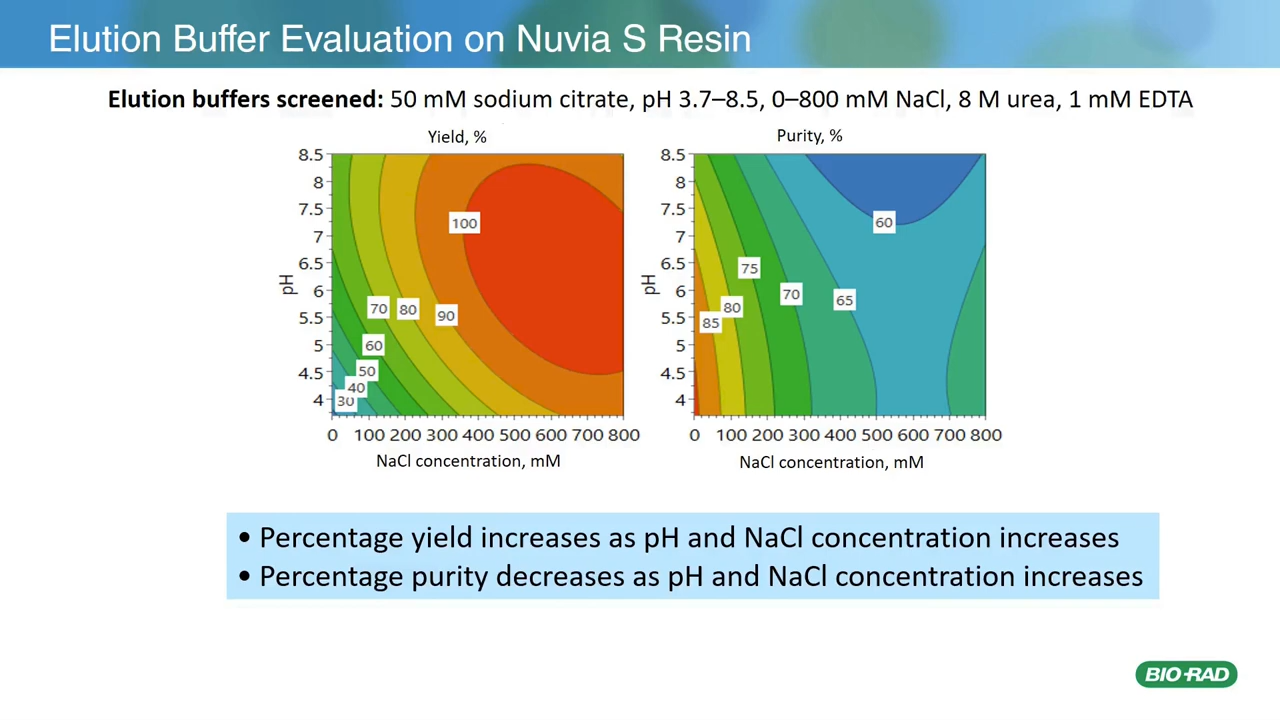 Elution Buffer Evaluation on Nuvia S Resin
Elution buffers screened: 50 mM sodium citrate, pH 3.7–8.5, 0–800 mM NaCl, 8 M urea, 1 mM EDTA
Yield, %
8.5
8
7.5
7
6.5
6
5.5
5
4.5
4
pH
100
90
80
70
60
50
40
30
0 100 200 300 400 500 600 700 800
NaCl concentration, mM
Purity, %
8.5
8
7.5
7
6.5
6
5.5
5
4.5
4
pH
60
75
70
65
80
85
0 100 200 300 400 500 600 700 800
NaCl concentration, mM
• Percentage yield increases as pH and NaCl concentration increases
• Percentage purity decreases as pH and NaCl concentration increases
BIO-RAD